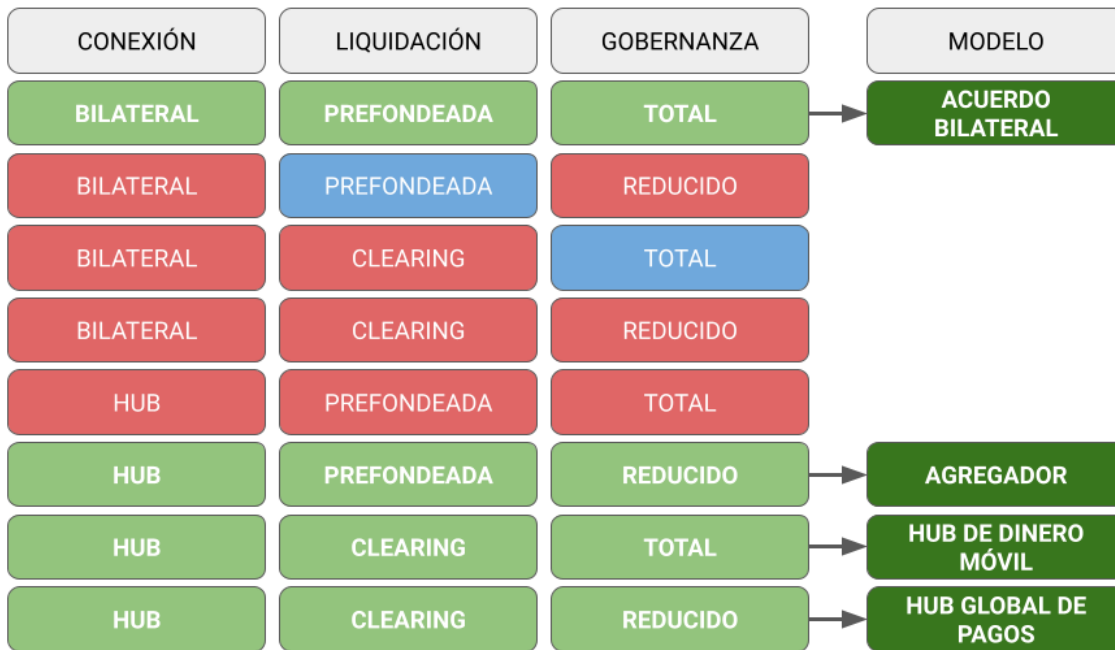 CONEXIÓN LIQUIDACIÓN GOBERNANZA MODELO
BILATERAL PREFONDEADA TOTAL ACUERDO
BILATERAL
BILATERAL PREFONDEADA REDUCIDO
BILATERAL CLEARING TOTAL
BILATERAL CLEARING REDUCIDO
HUB PREFONDEADA TOTAL
HUB PREFONDEADA REDUCIDO AGREGADOR
HUB CLEARING TOTAL HUB DE DINERO
MÓVIL
HUB CLEARING REDUCIDO HUB GLOBAL DE
PAGOS